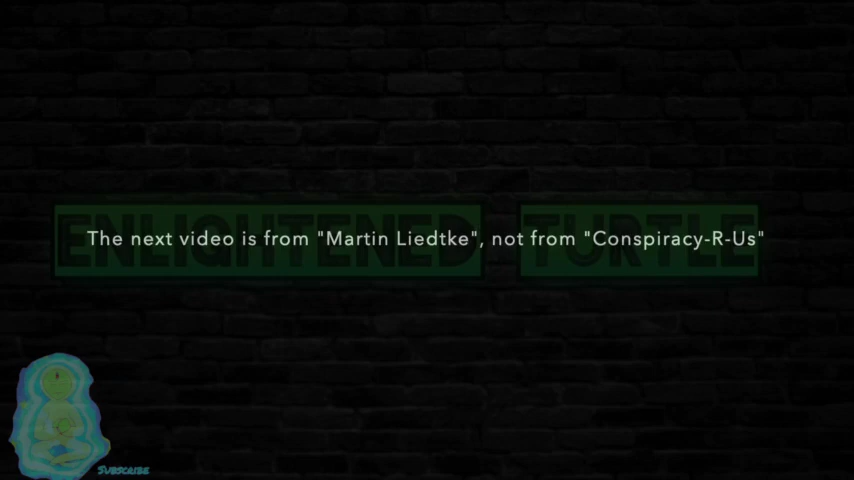 ENLIGHTENED TURTLE
The next video is from "Martin Liedtke", not from "Conspiracy-R-Us"
Subscribe